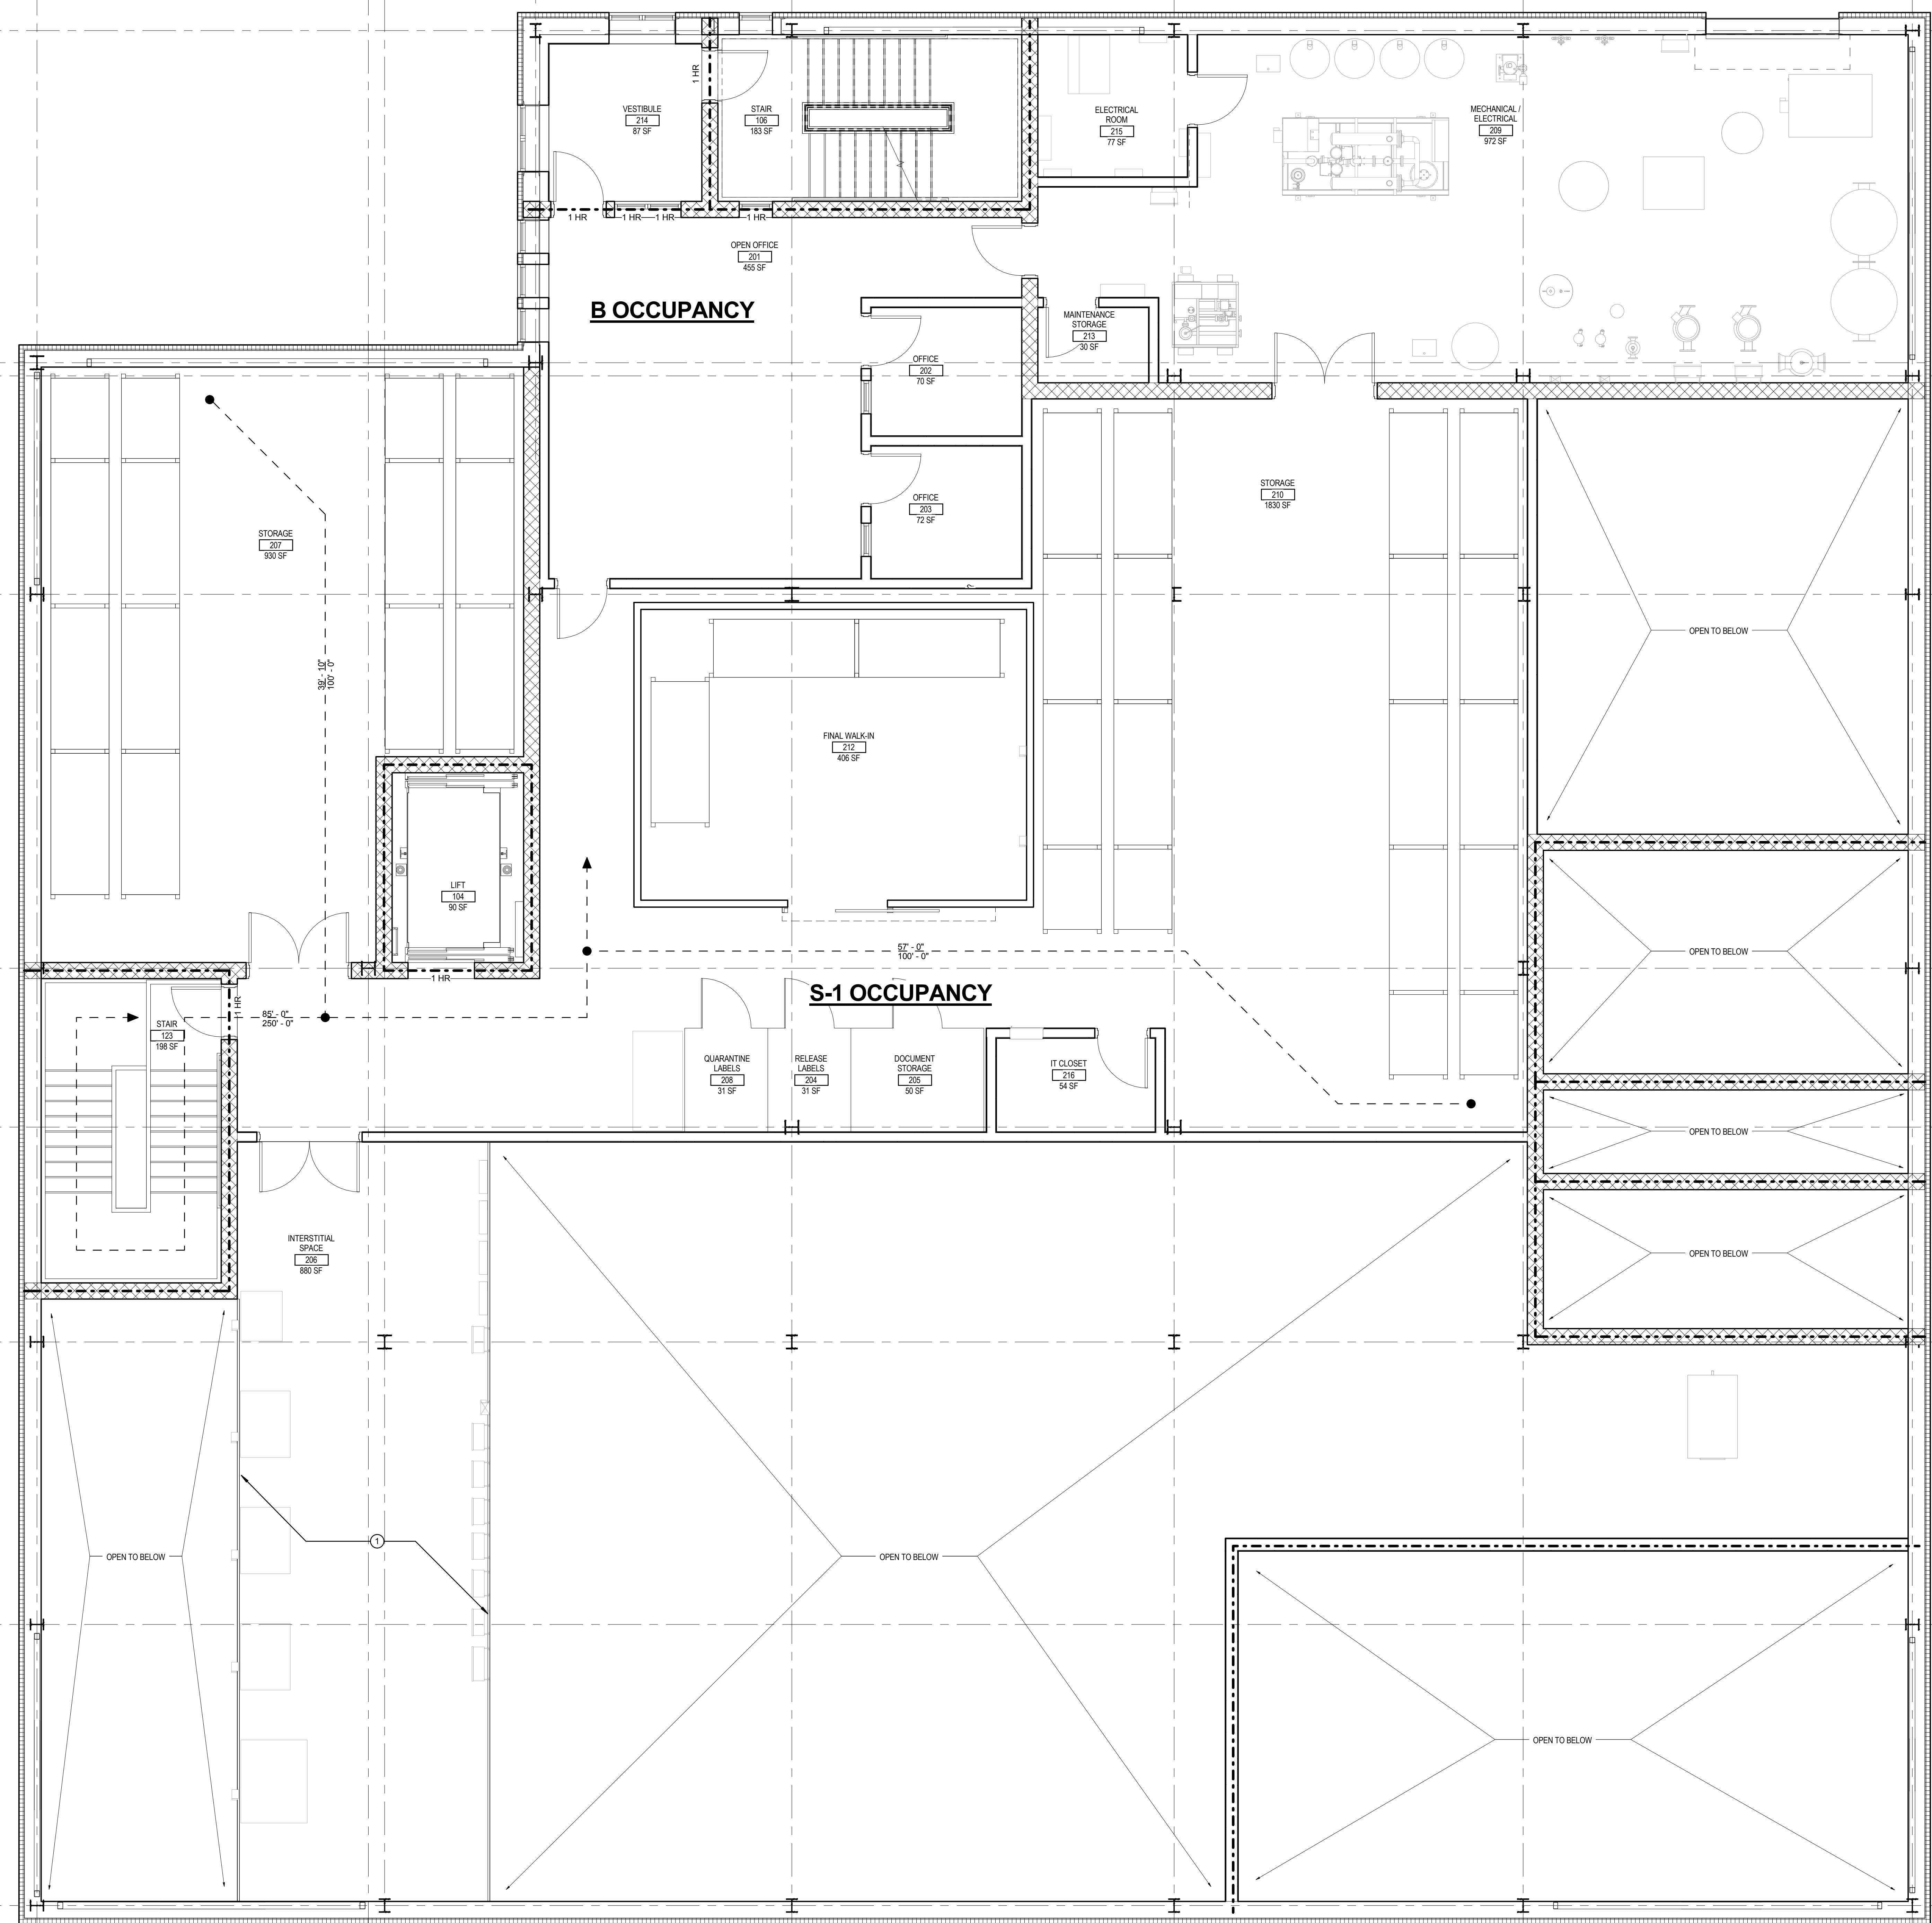 1 HR
VESTIBULE
214
87 SF
STAIR
106
183 SF
ELECTRICAL
ROOM
215
77 SF
MECHANICAL /
ELECTRICAL
209
972 SF
1 HR
1 HR
1 HR
1 HR
OPEN OFFICE
201
455 SF
B OCCUPANCY
MAINTENANCE
STORAGE
213
30 SF
OFFICE
202
70 SF
OFFICE
203
72 SF
STORAGE
210
1830 SF
STORAGE
207
930 SF
?
OPEN TO BELOW
39' - 10"
100' - 0"
FINAL WALK-IN
212
406 SF
LIFT
104
90 SF
1 HR
57' - 0"
100' - 0"
OPEN TO BELOW
S-1 OCCUPANCY
1 HR
85' - 0"
250' - 0"
STAIR
123
198 SF
QUARANTINE
LABELS
208
31 SF
RELEASE
LABELS
204
31 SF
DOCUMENT
STORAGE
205
50 SF
IT CLOSET
216
54 SF
OPEN TO BELOW
INTERSTITIAL
SPACE
206
880 SF
OPEN TO BELOW
1
OPEN TO BELOW
OPEN TO BELOW
OPEN TO BELOW